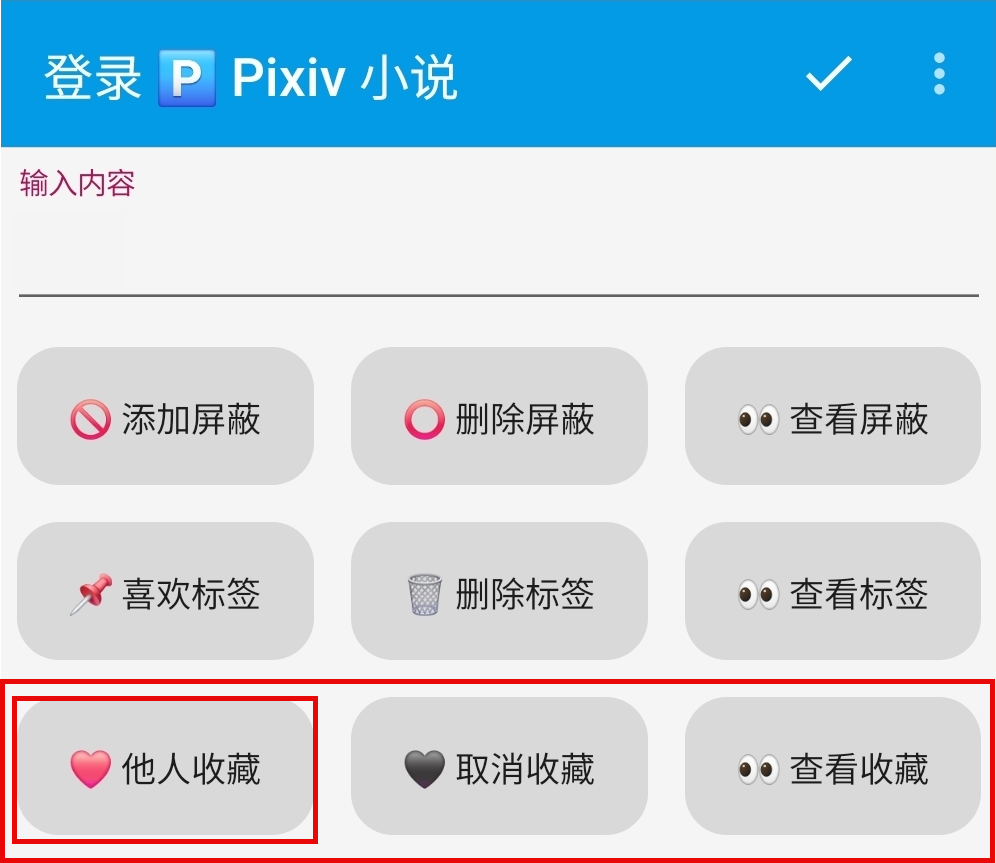 登录 🅿️ Pixiv 小说
输入内容
🚫 添加屏蔽
⭕ 删除屏蔽
👀 查看屏蔽
📌 喜欢标签
🗑️ 删除标签
👀 查看标签
❤️ 他人收藏
🖤 取消收藏
👀 查看收藏